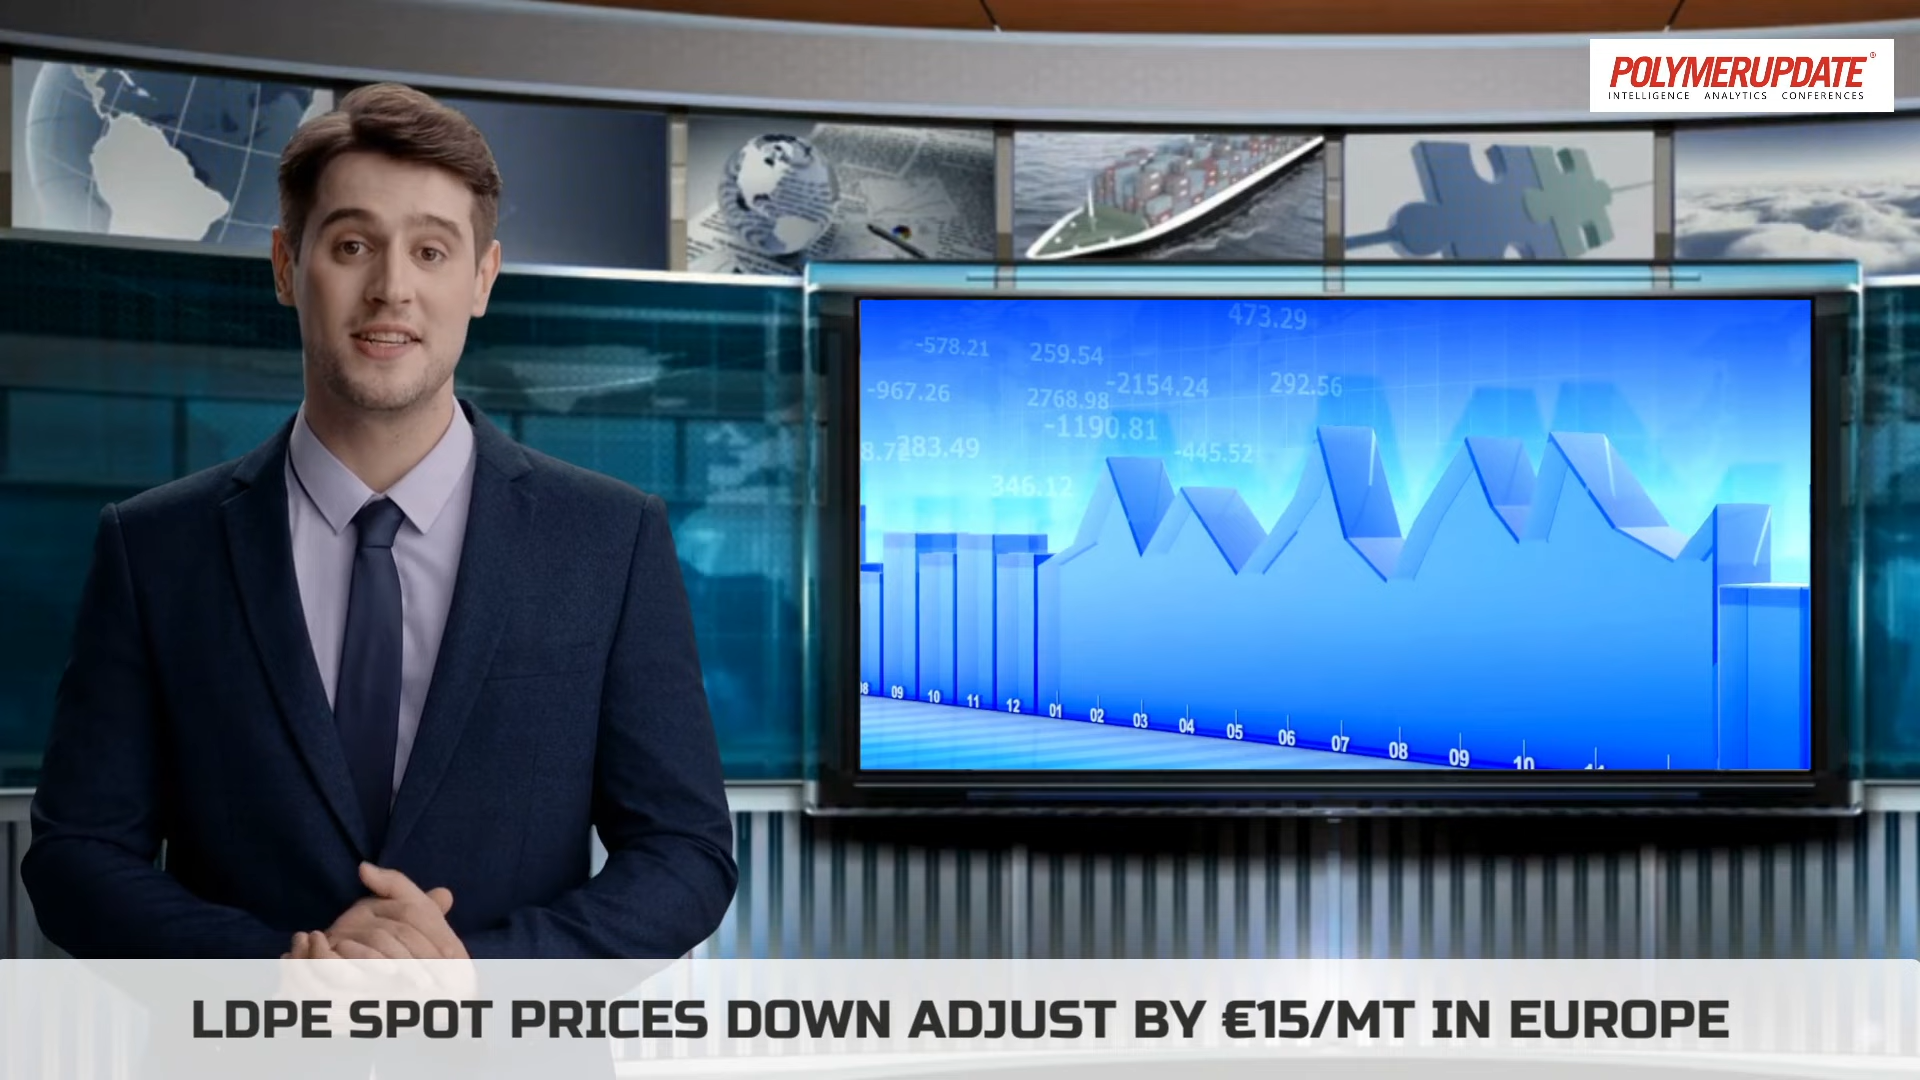 POLYMERUPDATE®
INTELLIGENCE ANALYTICS CONFERENCES
473.29
-578.21 259.54
-967.26 2768.98 -2154.24 292.56
-1190.81
383.49 -445.52
346.12
09 10 11 12 01 02 03 04 05 06 07 08 09 10 11
LDPE SPOT PRICES DOWN ADJUST BY €15/MT IN EUROPE